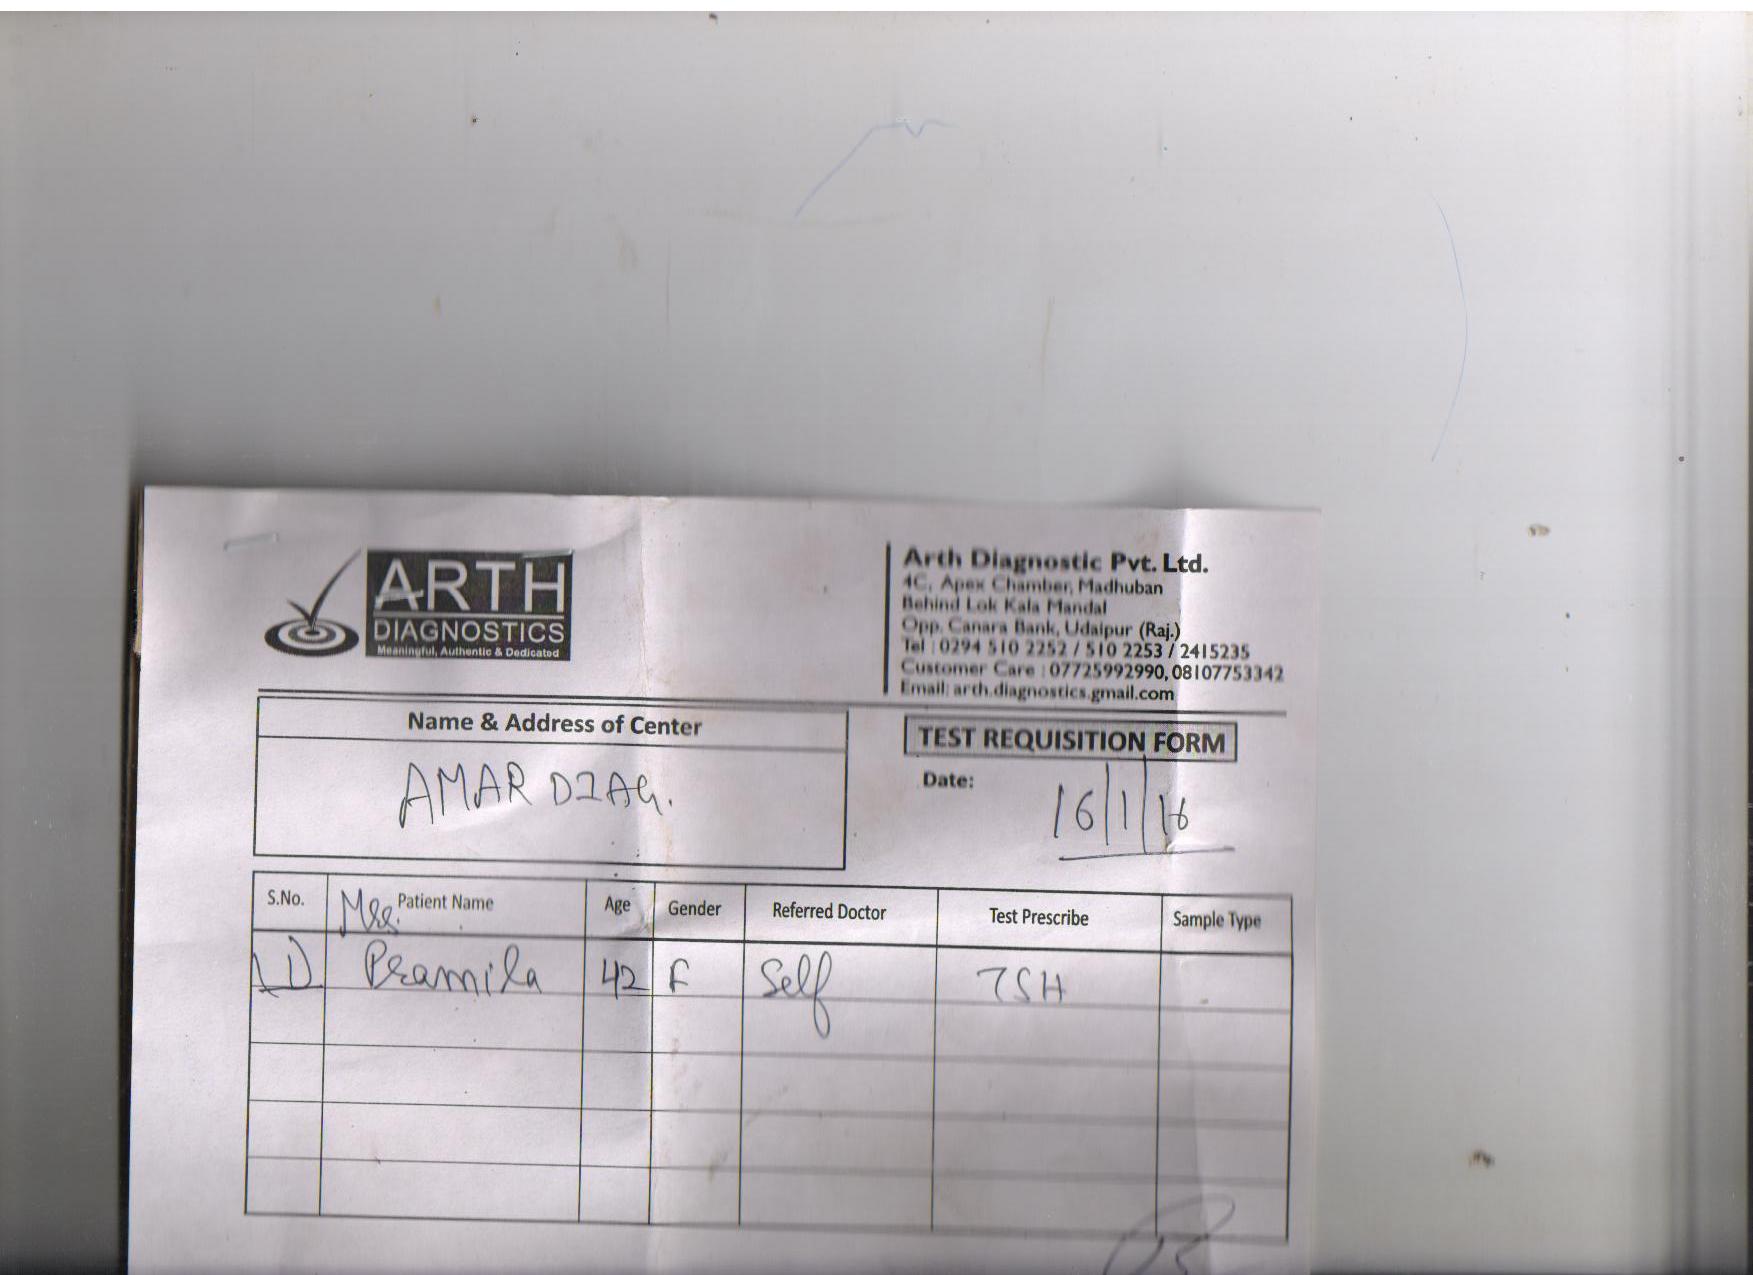 ARTH
DIAGNOSTICS
Meaningful, Authentic & Dedicated
Arth Diagnostic Pvt. Ltd.
4C, Apex Chamber, Madhuban
Behind Lok Kala Mandal
Opp. Canara Bank, Udaipur (Raj.)
Tel : 0294 510 2252 / 510 2253 / 2415235
Customer Care : 07725992990, 08107753342
Email: arth.diagnostics.gmail.com
Name & Address of Center
AMAR DIAG.
TEST REQUISITION FORM
Date: 16/1/16
S.No. Patient Name Age Gender Referred Doctor Test Prescribe Sample Type
1) Mrs. Pramila 42 F Self TSH